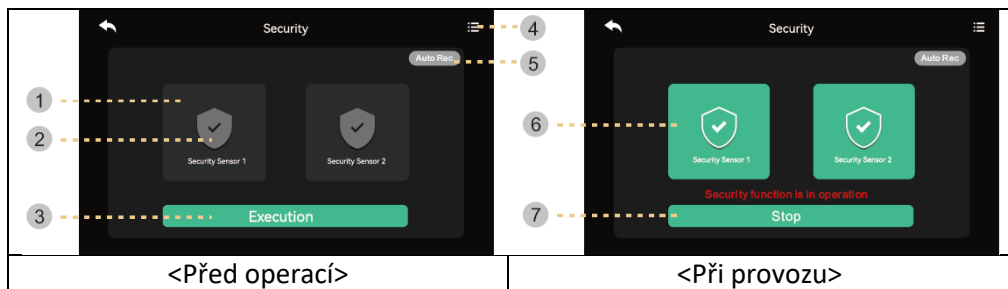 Security
4
Auto Rec
5
1
2
Security Sensor 1
Security Sensor 2
3
Execution
Security
Auto Rec
6
Security Sensor 1
Security Sensor 2
Security function is in operation
7
Stop
<Před operací>
<Při provozu>